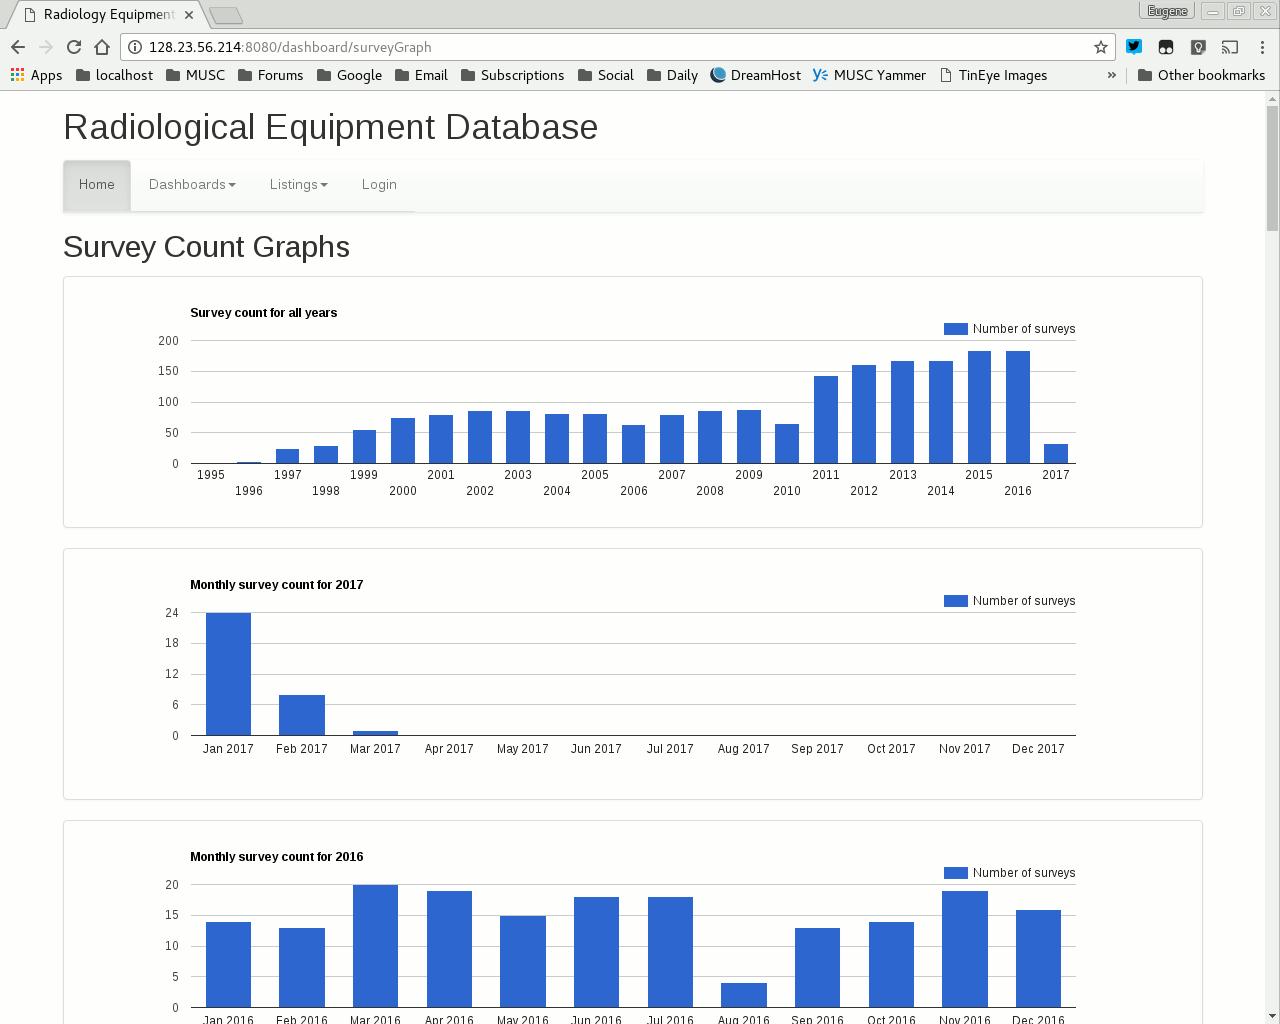 Radiology Equipment
Eugene
128.23.56.214:8080/dashboard/surveyGraph
Apps localhost MUSC Forums Google Email Subscriptions Social Daily DreamHost MUSC Yammer TinEye Images » Other bookmarks
Radiological Equipment Database
Home Dashboards Listings Login
Survey Count Graphs
Survey count for all years
Number of surveys
200
150
100
50
0
1995 1997 1999 2001 2003 2005 2007 2009 2011 2013 2015 2017
1996 1998 2000 2002 2004 2006 2008 2010 2012 2014 2016
Monthly survey count for 2017
Number of surveys
24
18
12
6
0
Jan 2017 Feb 2017 Mar 2017 Apr 2017 May 2017 Jun 2017 Jul 2017 Aug 2017 Sep 2017 Oct 2017 Nov 2017 Dec 2017
Monthly survey count for 2016
Number of surveys
20
15
10
5
0
Jan 2016 Feb 2016 Mar 2016 Apr 2016 May 2016 Jun 2016 Jul 2016 Aug 2016 Sep 2016 Oct 2016 Nov 2016 Dec 2016